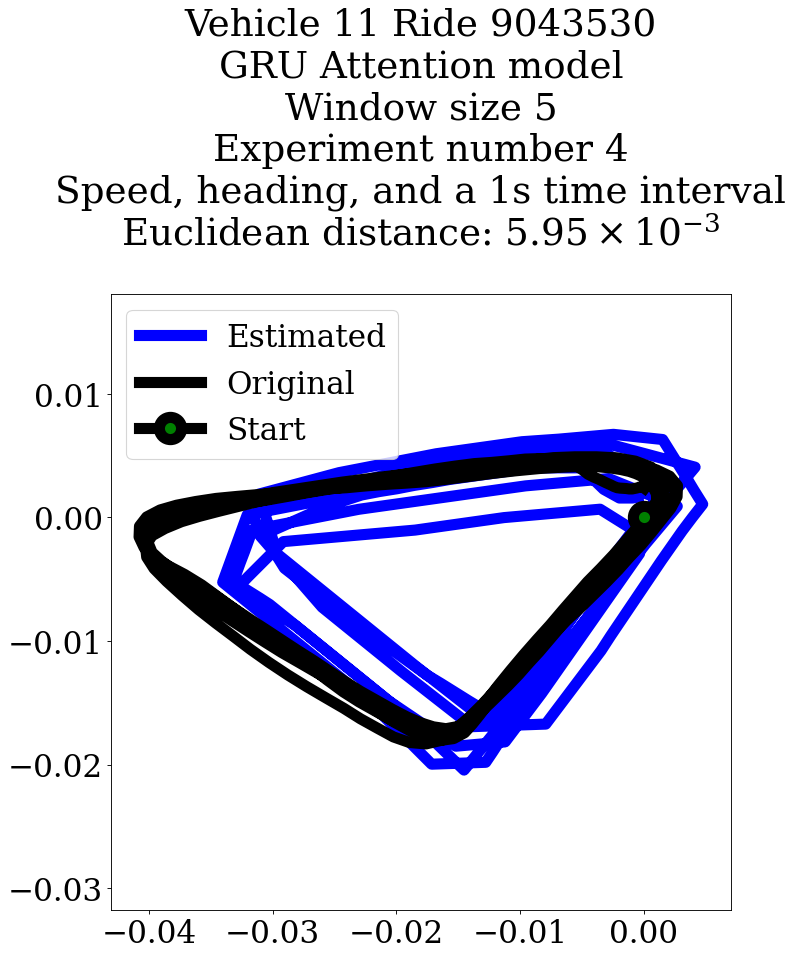 Vehicle 11 Ride 9043530
GRU Attention model
Window size 5
Experiment number 4
Speed, heading, and a 1s time interval
Euclidean distance: 5.95 × 10⁻³
Estimated
Original
Start
0.01
0.00
−0.01
−0.02
−0.03
−0.04 −0.03 −0.02 −0.01 0.00